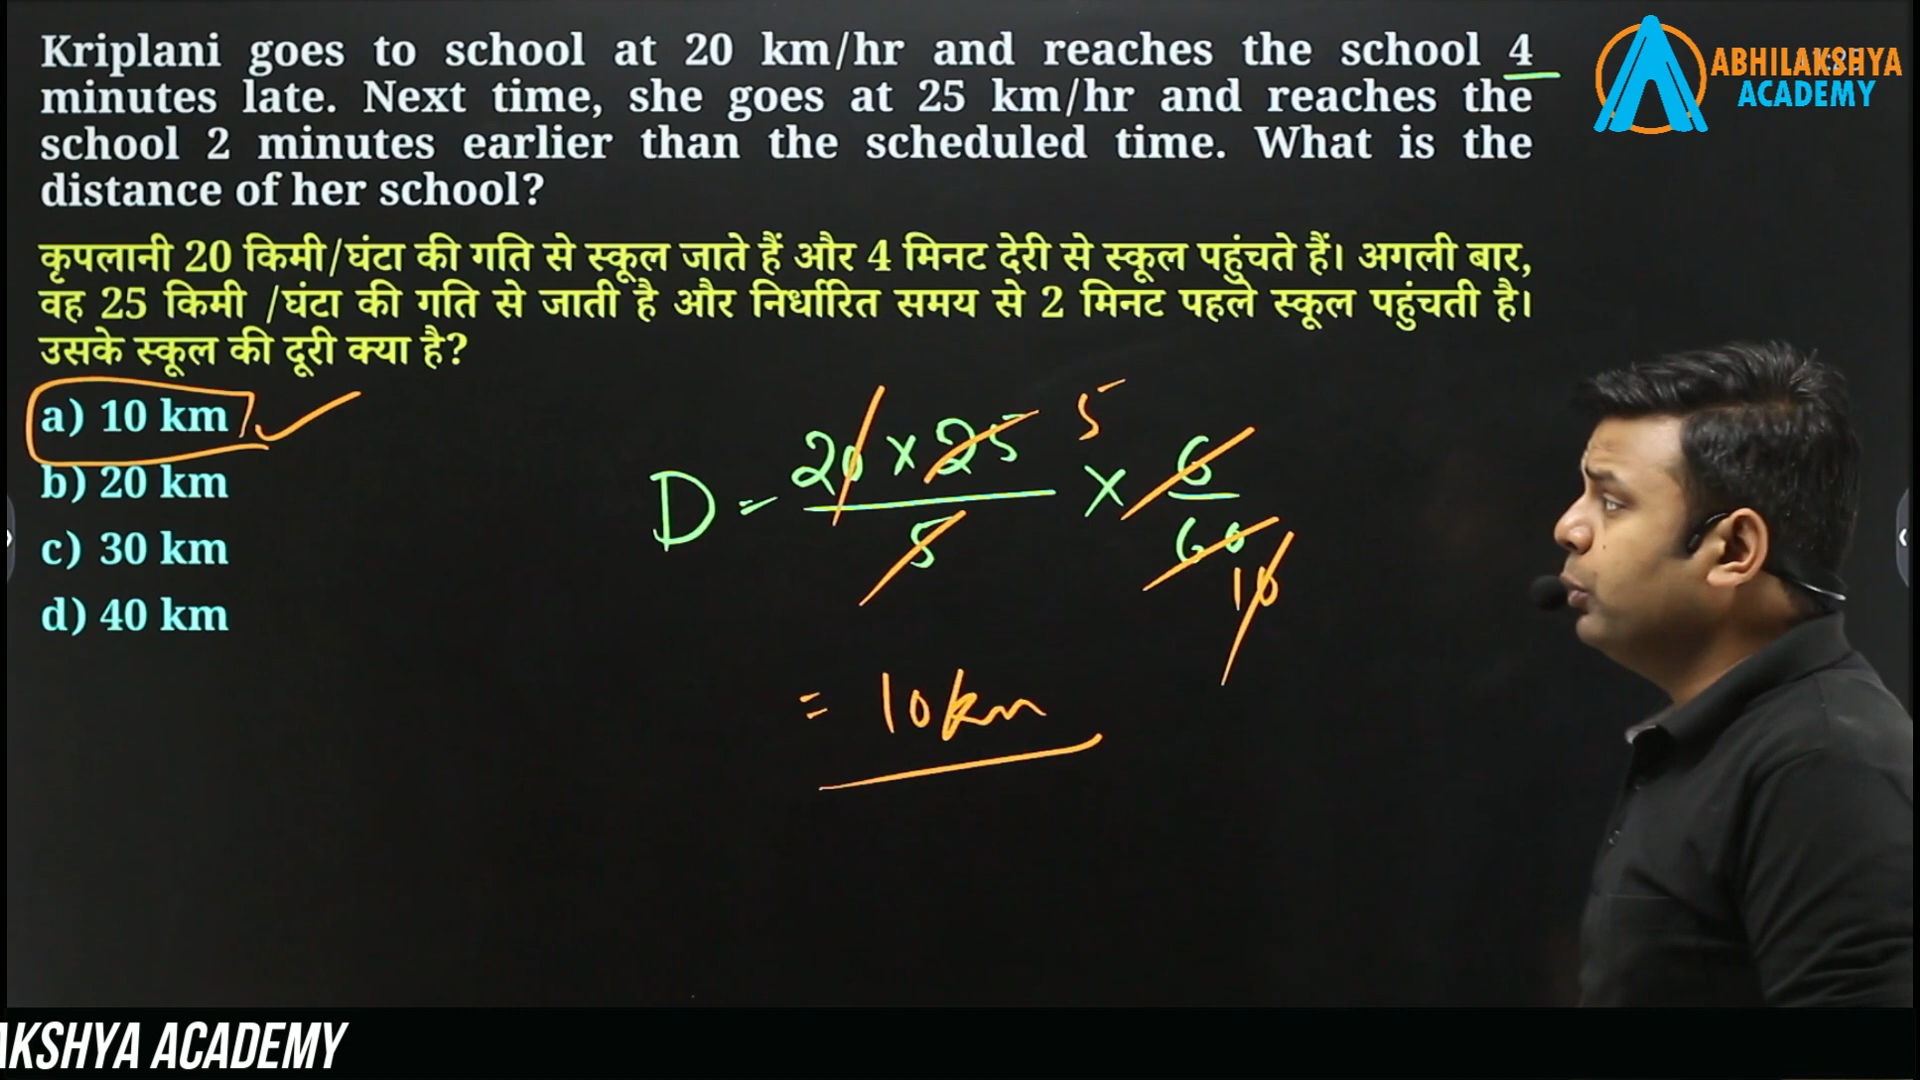 Kriplani goes to school at 20 km/hr and reaches the school 4
minutes late. Next time, she goes at 25 km/hr and reaches the
school 2 minutes earlier than the scheduled time. What is the
distance of her school?
कृपलानी 20 किमी/घंटा की गति से स्कूल जाते हैं और 4 मिनट देरी से स्कूल पहुंचते हैं। अगली बार,
वह 25 किमी /घंटा की गति से जाती है और निर्धारित समय से 2 मिनट पहले स्कूल पहुंचती है।
उसके स्कूल की दूरी क्या है?
a) 10 km
b) 20 km
c) 30 km
d) 40 km
D = 20 x 25 / 5 x 6 / 60
5
10
= 10 km
ABHILAKSHYA
ACADEMY
AKSHYA ACADEMY